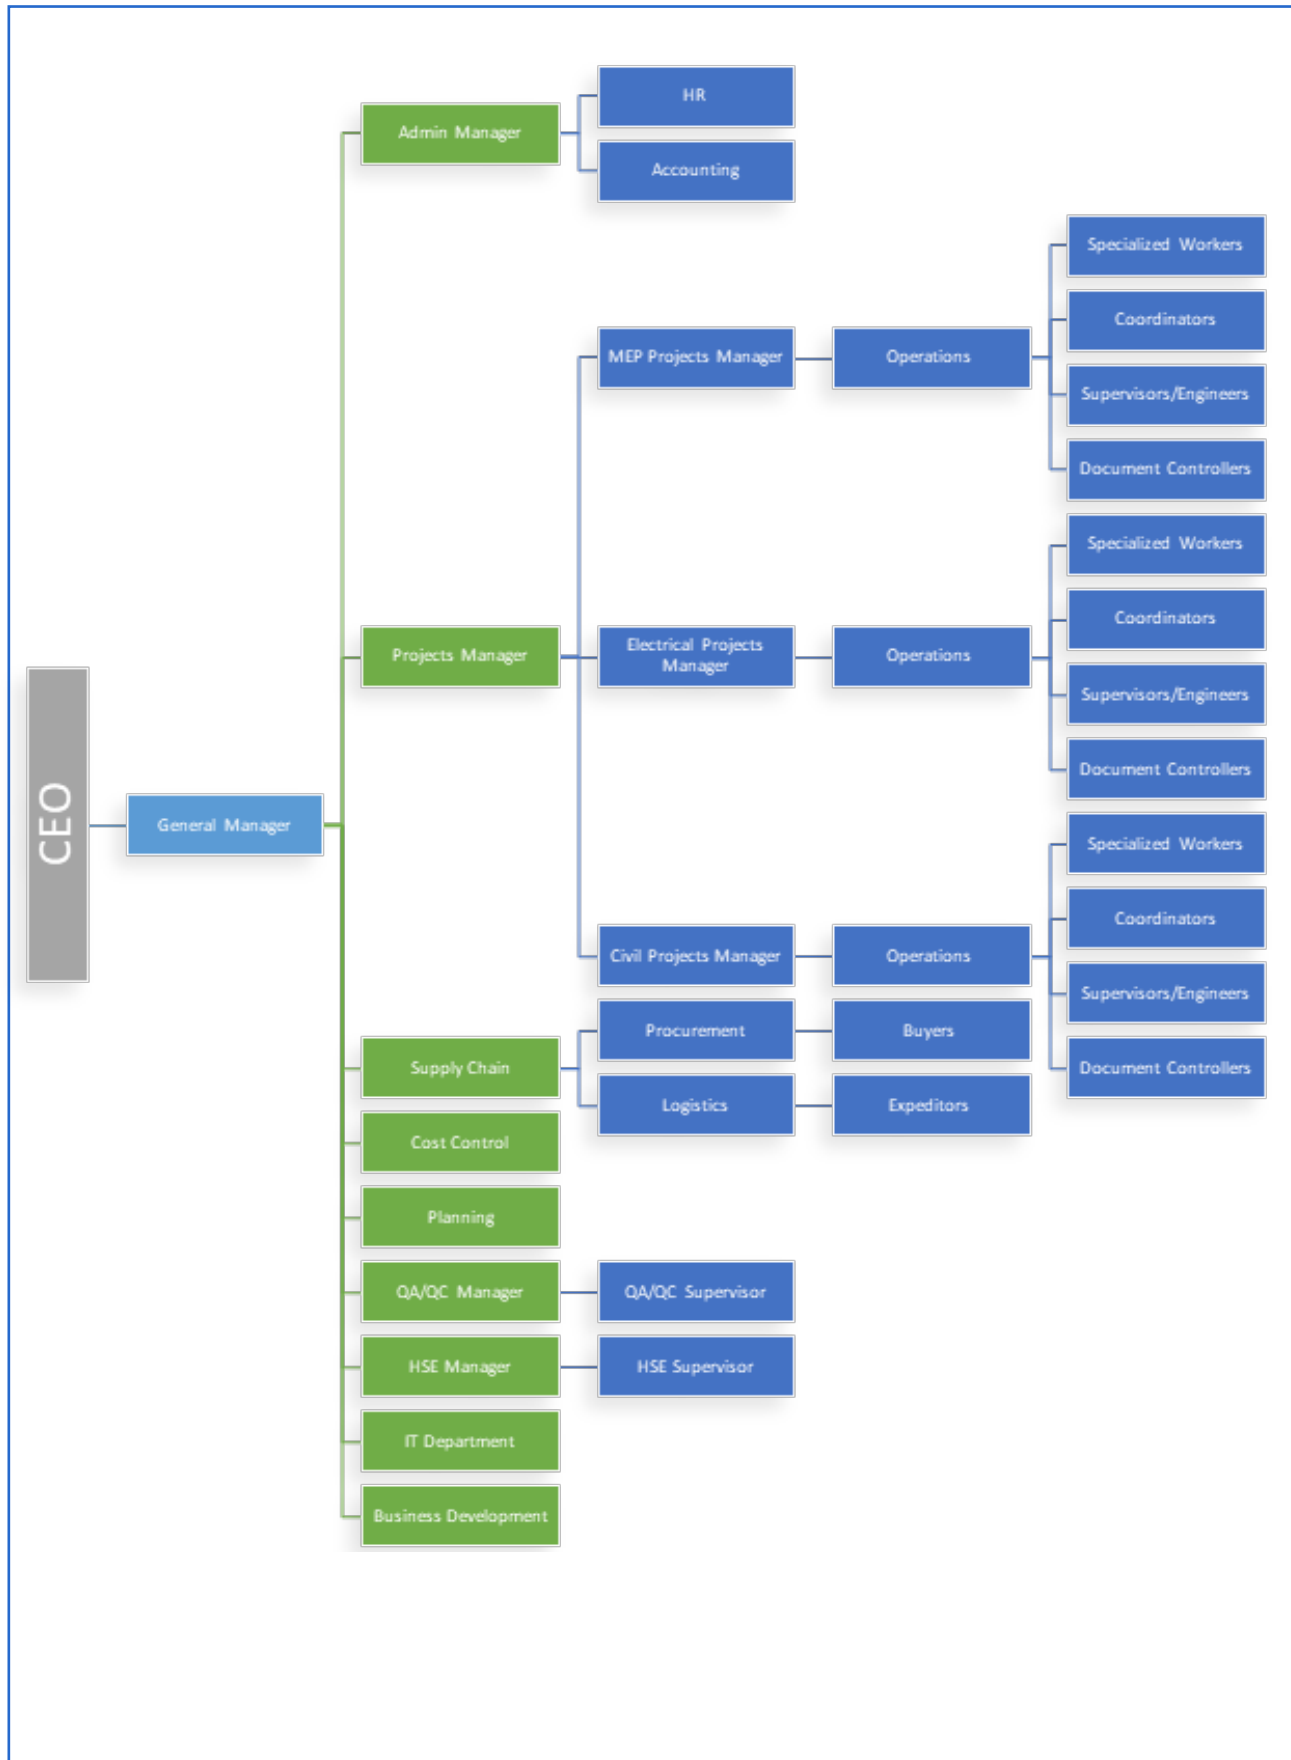 CEO
General Manager
Admin Manager
HR
Accounting
Projects Manager
MEP Projects Manager
Operations
Specialized Workers
Coordinators
Supervisors/Engineers
Document Controllers
Electrical Projects
Manager
Operations
Specialized Workers
Coordinators
Supervisors/Engineers
Document Controllers
Civil Projects Manager
Operations
Specialized Workers
Coordinators
Supervisors/Engineers
Document Controllers
Supply Chain
Procurement
Buyers
Logistics
Expeditors
Cost Control
Planning
QA/QC Manager
QA/QC Supervisor
HSE Manager
HSE Supervisor
IT Department
Business Development